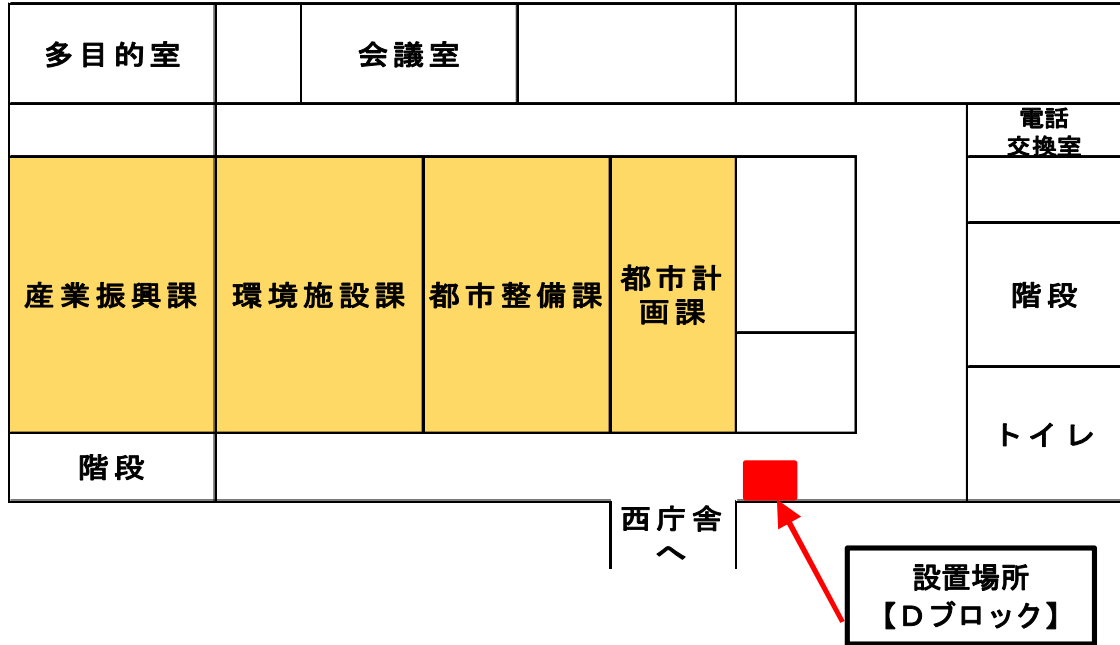 多目的室
会議室
電話
交換室
産業振興課
環境施設課
都市整備課
都市計
画課
階段
トイレ
階段
西庁舎
へ
設置場所
【Dブロック】